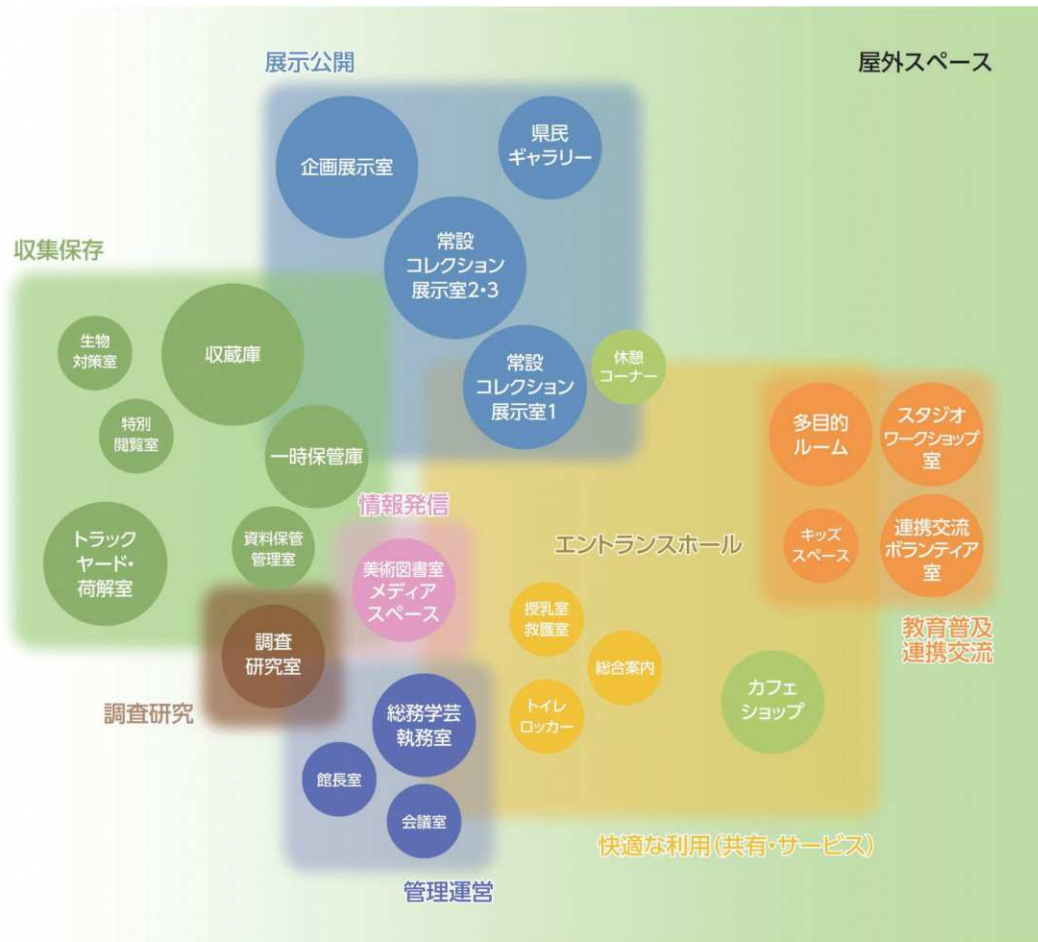 展示公開
屋外スペース
企画展示室
県民
ギャラリー
常設
コレクション
展示室2・3
収集保存
生物
対策室
収蔵庫
常設
コレクション
展示室1
休憩
コーナー
特別
閲覧室
一時保管庫
多目的
ルーム
スタジオ
ワークショップ
室
情報発信
トラック
ヤード・
荷解室
資料保管
管理室
美術図書室
メディア
スペース
エントランスホール
キッズ
スペース
連携交流
ボランティア
室
調査
研究室
授乳室
救護室
総合案内
教育普及
連携交流
調査研究
総務学芸
執務室
トイレ
ロッカー
カフェ
ショップ
館長室
会議室
快適な利用(共有・サービス)
管理運営